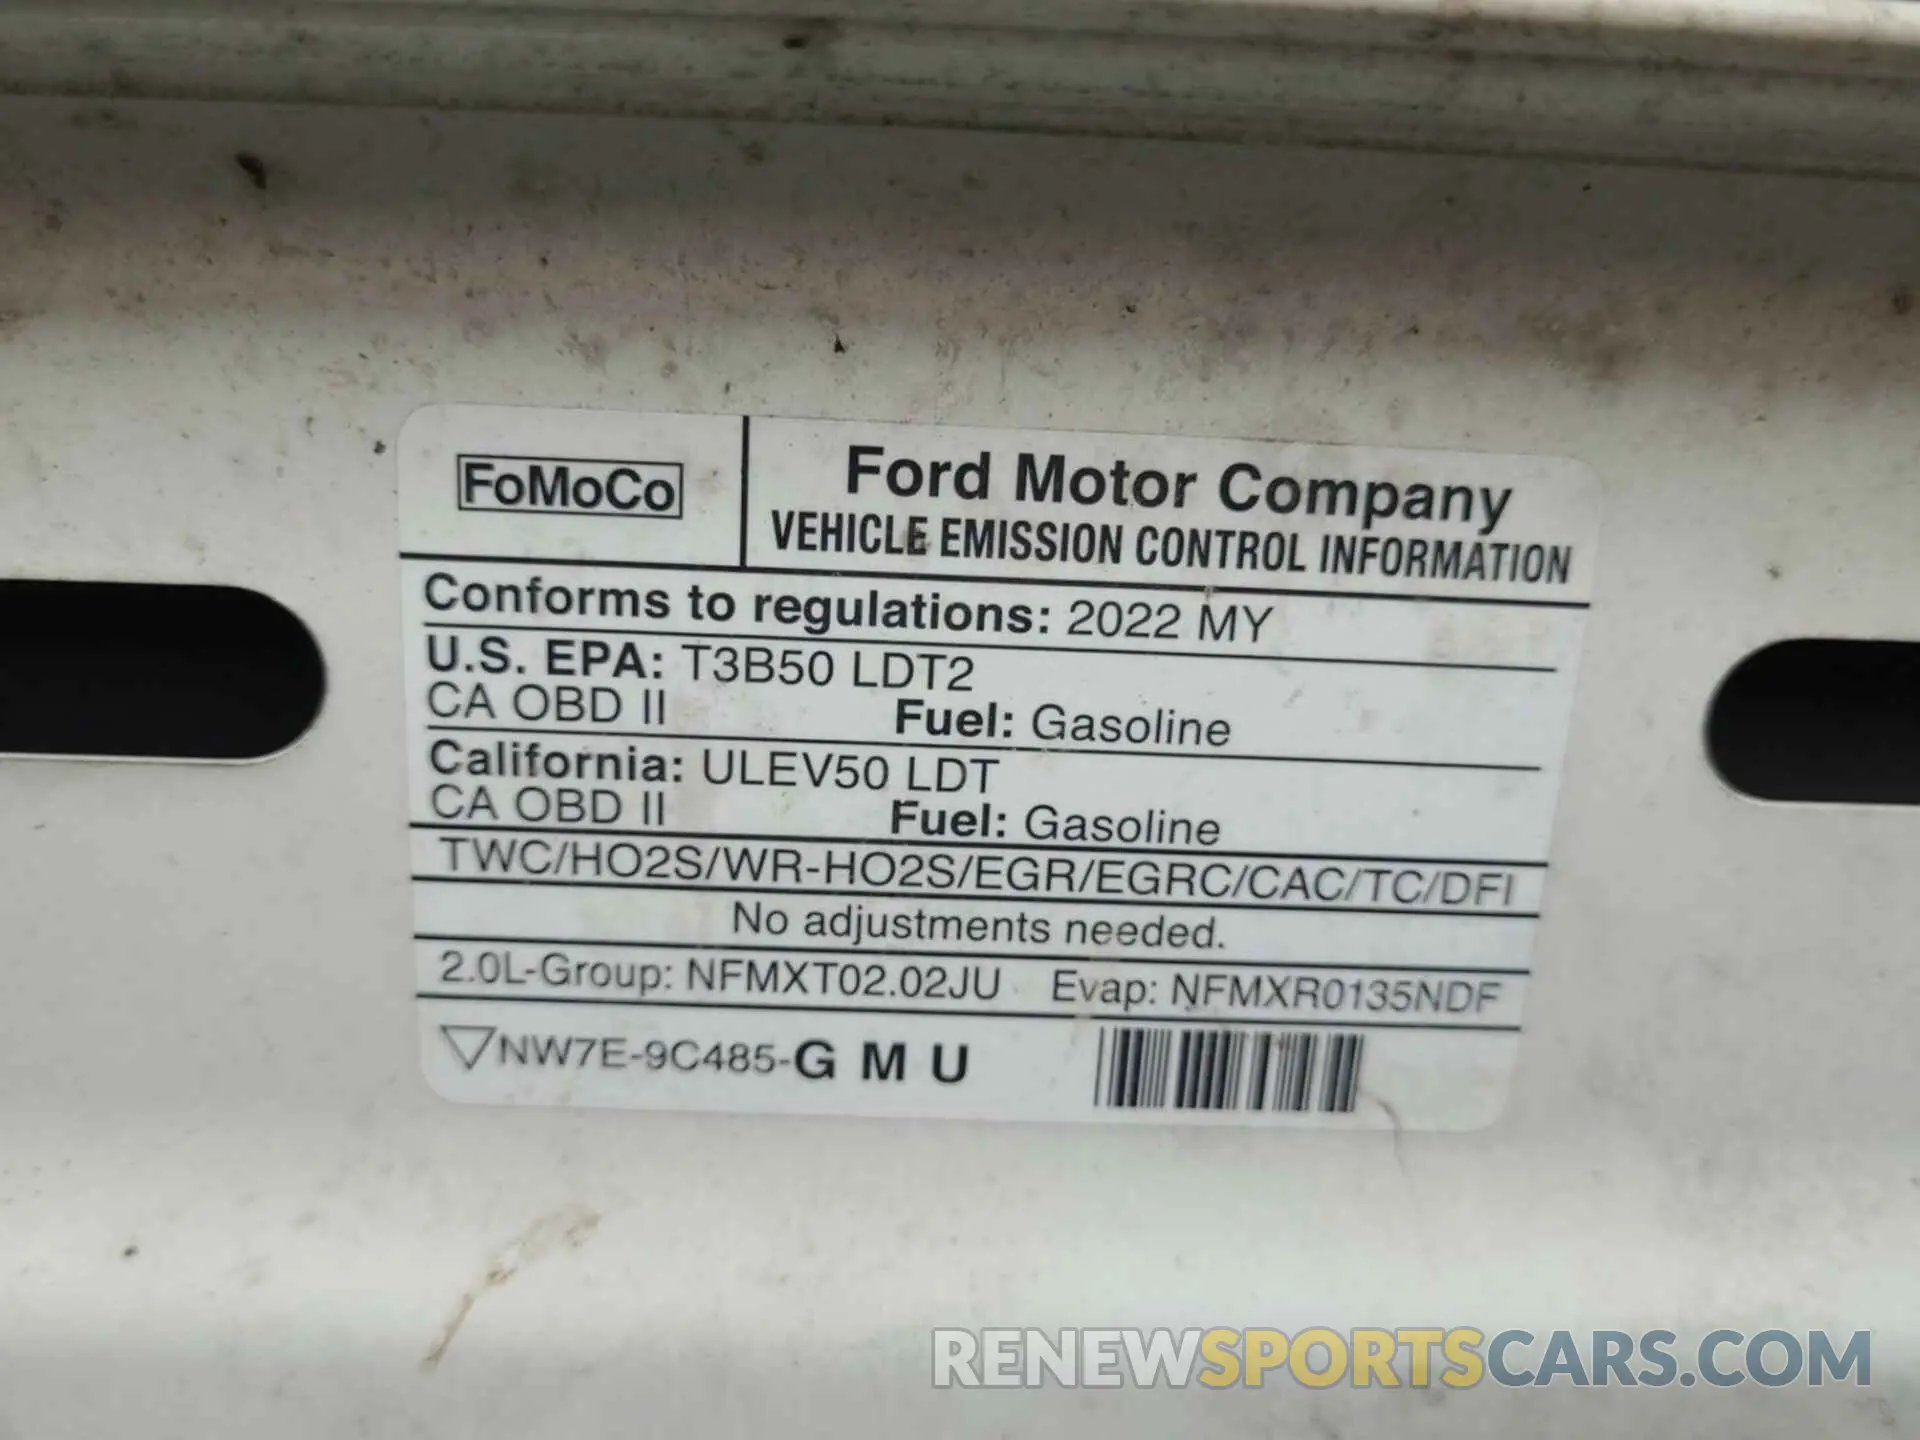 FoMoCo
Ford Motor Company
VEHICLE EMISSION CONTROL INFORMATION
Conforms to regulations: 2022 MY
U.S. EPA: T3B50 LDT2
CA OBD II Fuel: Gasoline
California: ULEV50 LDT
CA OBD II Fuel: Gasoline
TWC/HO2S/WR-HO2S/EGR/EGRC/CAC/TC/DFI
No adjustments needed.
2.0L-Group: NFMXT02.02JU Evap: NFMXR0135NDF
NW7E-9C485-G M U
RENEWSPORTSCARS.COM